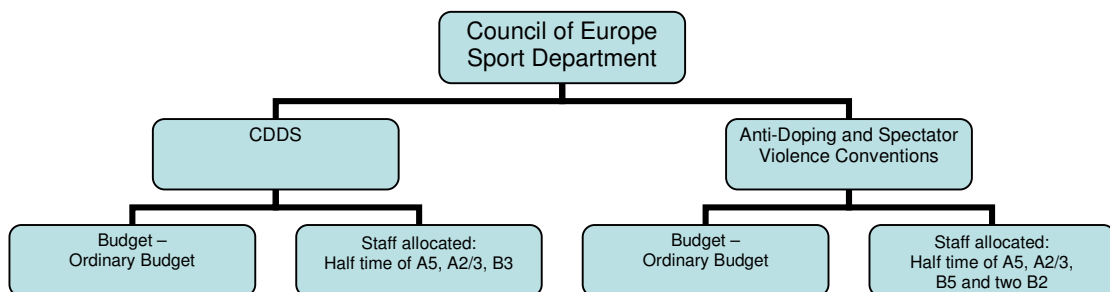 Council of Europe
Sport Department
CDDS
Anti-Doping and Spectator
Violence Conventions
Budget –
Ordinary Budget
Staff allocated:
Half time of A5, A2/3, B3
Budget –
Ordinary Budget
Staff allocated:
Half time of A5, A2/3,
B5 and two B2